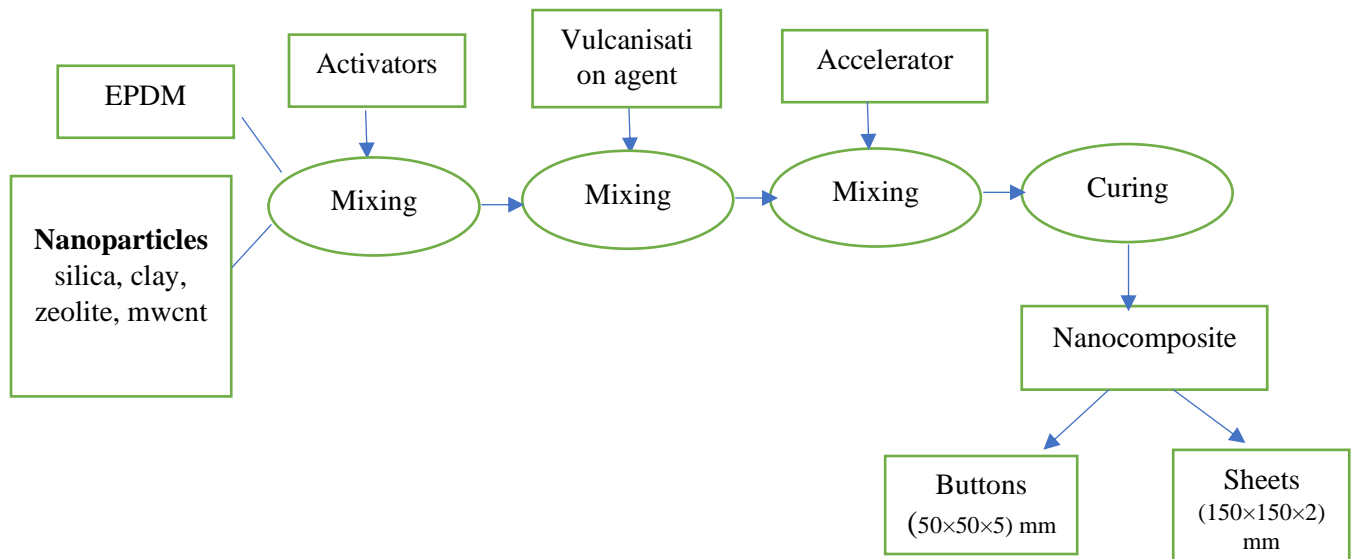 EPDM
Activators
Vulcanisati
on agent
Accelerator
Nanoparticles
silica, clay,
zeolite, mwcnt
Mixing
Mixing
Mixing
Curing
Nanocomposite
Buttons
(50×50×5) mm
Sheets
(150×150×2)
mm